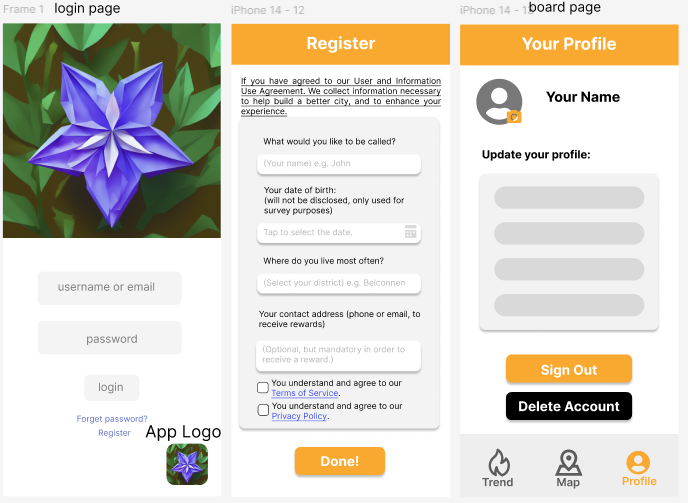 Frame 1
login page
username or email
password
login
Forget password?
Register
App Logo
iPhone 14 - 12
Register
If you have agreed to our User and Information
Use Agreement. We collect information necessary
to help build a better city, and to enhance your
experience.
What would you like to be called?
(Your name) e.g. John
Your date of birth:
(will not be disclosed, only used for
survey purposes)
Tap to select the date.
Where do you live most often?
(Select your district) e.g. Belconnen
Your contact address (phone or email, to
receive rewards)
(Optional, but mandatory in order to
receive a reward.)
You understand and agree to our
Terms of Service.
You understand and agree to our
Privacy Policy.
Done!
iPhone 14 - 
board page
Your Profile
Your Name
Update your profile:
Sign Out
Delete Account
Trend
Map
Profile